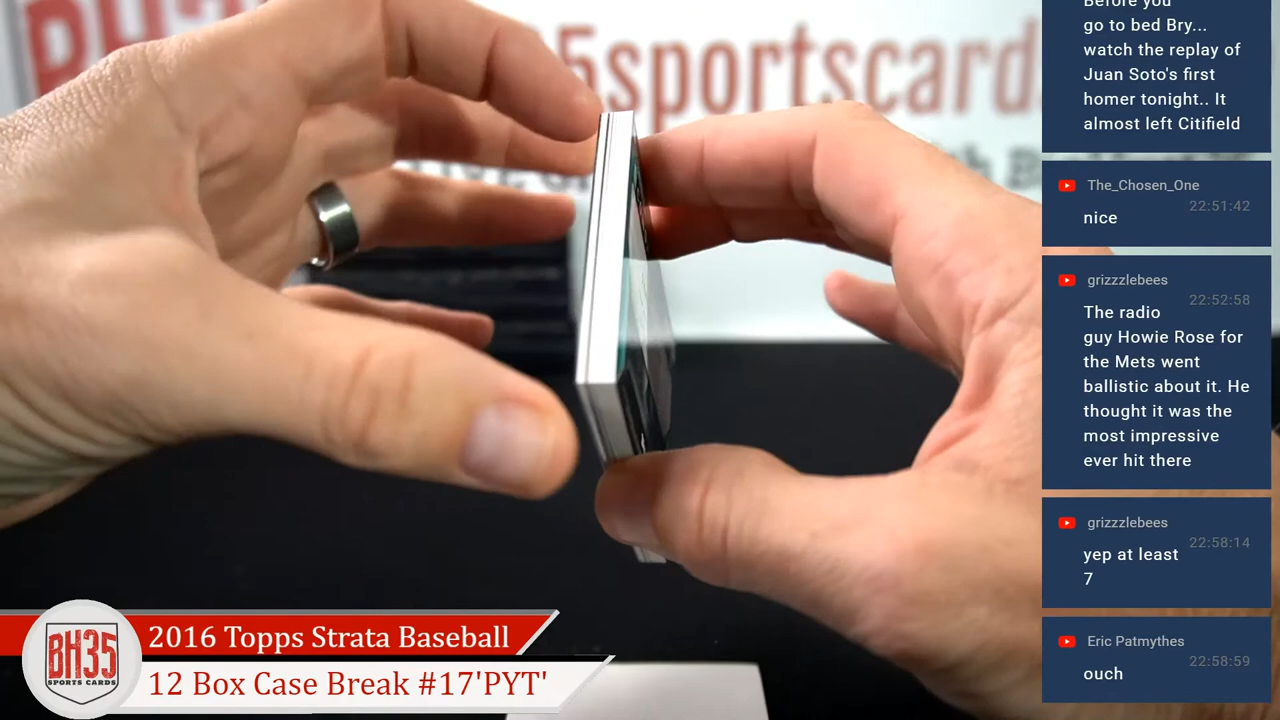 BH35
5sportscard
Before you
go to bed Bry...
watch the replay of
Juan Soto's first
homer tonight.. It
almost left Citifield
The_Chosen_One
22:51:42
nice
grizzzlebees
22:52:58
The radio
guy Howie Rose for
the Mets went
ballistic about it. He
thought it was the
most impressive
ever hit there
grizzzlebees
22:58:14
yep at least
7
Eric Patmythes
22:58:59
ouch
BH35
SPORTS CARDS
2016 Topps Strata Baseball
12 Box Case Break #17'PYT'